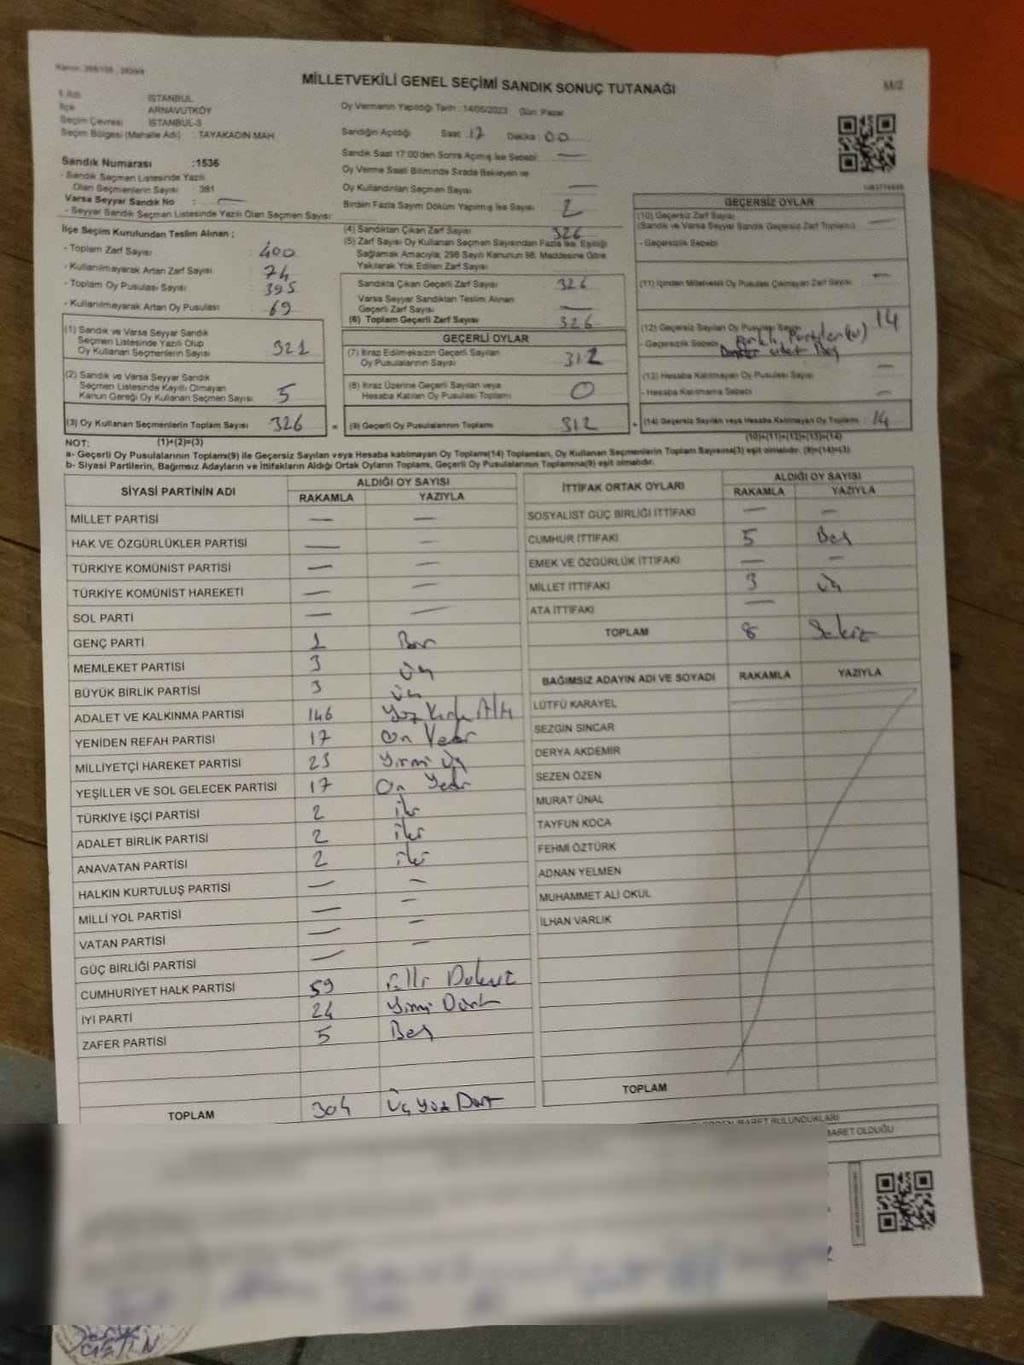 MİLLETVEKİLİ GENEL SEÇİMİ SANDIK SONUÇ TUTANAĞI
İli Adı : İSTANBUL
İlçe : ARNAVUTKÖY
Seçim Çevresi : İSTANBUL-3
Seçim Bölgesi (Mahalle Adı) : TAYAKADIN MAH.
Oy Vermenin Yapıldığı Tarih : 14/05/2023 Gün: Pazar
Sandığın Açıldığı Saat : 17 Dakika : 00
Sandık Saat 17:00'den Sonra Açılmış İse Sebebi: —
Oy Verme Saati Bitiminde Sırada Bekleyen ve
Oy Kullandırılan Seçmen Sayısı —
Birden Fazla Sayım Döküm Yapılmış İse Sayısı 2
Sandık Numarası :1536
- Sandık Seçmen Listesinde Yazılı
Olan Seçmenlerin Sayısı 381
Varsa Seyyar Sandık No : —
- Seyyar Sandık Seçmen Listesinde Yazılı Olan Seçmen Sayısı:
İlçe Seçim Kurulundan Teslim Alınan ;
- Toplam Zarf Sayısı : 400
- Kullanılmayarak Artan Zarf Sayısı : 74
- Toplam Oy Pusulası Sayısı : 395
- Kullanılmayarak Artan Oy Pusulası : 69
(1) Sandık ve Varsa Seyyar Sandık
Seçmen Listesinde Yazılı Olup
Oy Kullanan Seçmenlerin Sayısı 321
(2) Sandık ve Varsa Seyyar Sandık
Seçmen Listesinde Kayıtlı Olmayan
Kanun Gereği Oy Kullanan Seçmen Sayısı : 5
(3) Oy Kullanan Seçmenlerin Toplam Sayısı : 326
(4) Sandıktan Çıkan Zarf Sayısı 326
(5) Zarf Sayısı Oy Kullanan Seçmen Sayısından Fazla İse, Eşitliği
Sağlamak Amacıyla; 298 Sayılı Kanunun 98. Maddesine Göre
Yakılarak Yok Edilen Zarf Sayısı —
Sandıkta Çıkan Geçerli Zarf Sayısı 326
Varsa Seyyar Sandıktan Teslim Alınan
Geçerli Zarf Sayısı —
(6) Toplam Geçerli Zarf Sayısı 326
GEÇERLİ OYLAR
(7) İtiraz Edilmeksizin Geçerli Sayılan
Oy Pusulalarının Sayısı 312
(8) İtiraz Üzerine Geçerli Sayılan veya
Hesaba Katılan Oy Pusulası Toplamı 0
= (9) Geçerli Oy Pusulalarının Toplamı 312
GEÇERSİZ OYLAR
(10) Geçersiz Zarf Sayısı —
(Sandık ve Varsa Seyyar Sandık Geçersiz Zarf Toplamı)
- Geçersizlik Sebebi
(11) İçinden Milletvekili Oy Pusulası Çıkmayan Zarf Sayısı —
(12) Geçersiz Sayılan Oy Pusulası Sayısı 14
- Geçersizlik Sebebi
(13) Hesaba Katılmayan Oy Pusulası Sayısı —
- Hesaba Katılmama Sebebi —
+ (14) Geçersiz Sayılan veya Hesaba Katılmayan Oy Toplamı : 14
NOT: (1)+(2)=(3) (10)+(11)+(12)+(13)=(14)
a- Geçerli Oy Pusulalarının Toplamı(9) ile Geçersiz Sayılan veya Hesaba Katılmayan Oy Toplamı(14) Toplamları, Oy Kullanan Seçmenlerin Toplam Sayısına(3) eşit olmalıdır. (9)+(14)=(3)
b- Siyasi Partilerin, Bağımsız Adayların ve İttifakların Aldığı Ortak Oyların Toplamı, Geçerli Oy Pusulalarının Toplamına(9) eşit olmalıdır.
SİYASİ PARTİNİN ADI ALDIĞI OY SAYISI
RAKAMLA YAZIYLA
MİLLET PARTİSİ — —
HAK VE ÖZGÜRLÜKLER PARTİSİ — —
TÜRKİYE KOMÜNİST PARTİSİ — —
TÜRKİYE KOMÜNİST HAREKETİ — —
SOL PARTİ — —
GENÇ PARTİ 1 Bir
MEMLEKET PARTİSİ 3 Üç
BÜYÜK BİRLİK PARTİSİ 3 Üç
ADALET VE KALKINMA PARTİSİ 146 Yüz Kırk Altı
YENİDEN REFAH PARTİSİ 17 On Yedi
MİLLİYETÇİ HAREKET PARTİSİ 23 Yirmi Üç
YEŞİLLER VE SOL GELECEK PARTİSİ 17 On Yedi
TÜRKİYE İŞÇİ PARTİSİ 2 iki
ADALET BİRLİK PARTİSİ 2 iki
ANAVATAN PARTİSİ 2 iki
HALKIN KURTULUŞ PARTİSİ — —
MİLLİ YOL PARTİSİ — —
VATAN PARTİSİ — —
GÜÇ BİRLİĞİ PARTİSİ — —
CUMHURİYET HALK PARTİSİ 59 Elli Dokuz
İYİ PARTİ 24 Yirmi Dört
ZAFER PARTİSİ 5 Beş
TOPLAM 304 Üç Yüz Dört
İTTİFAK ORTAK OYLARI ALDIĞI OY SAYISI
RAKAMLA YAZIYLA
SOSYALİST GÜÇ BİRLİĞİ İTTİFAKI — —
CUMHUR İTTİFAKI 5 Beş
EMEK VE ÖZGÜRLÜK İTTİFAKI — —
MİLLET İTTİFAKI 3 Üç
ATA İTTİFAKI —
TOPLAM 8 Sekiz
BAĞIMSIZ ADAYIN ADI VE SOYADI RAKAMLA YAZIYLA
LÜTFÜ KARAYEL
SEZGİN SİNCAR
DERYA AKDEMİR
SEZEN ÖZEN
MURAT ÜNAL
TAYFUN KOCA
FEHMİ ÖZTÜRK
ADNAN YELMEN
MUHAMMET ALİ OKUL
İLHAN VARLIK
TOPLAM